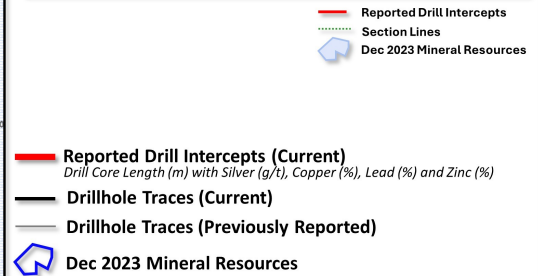 Reported Drill Intercepts
Section Lines
Dec 2023 Mineral Resources
Reported Drill Intercepts (Current)
Drill Core Length (m) with Silver (g/t), Copper (%), Lead (%) and Zinc (%)
Drillhole Traces (Current)
Drillhole Traces (Previously Reported)
Dec 2023 Mineral Resources